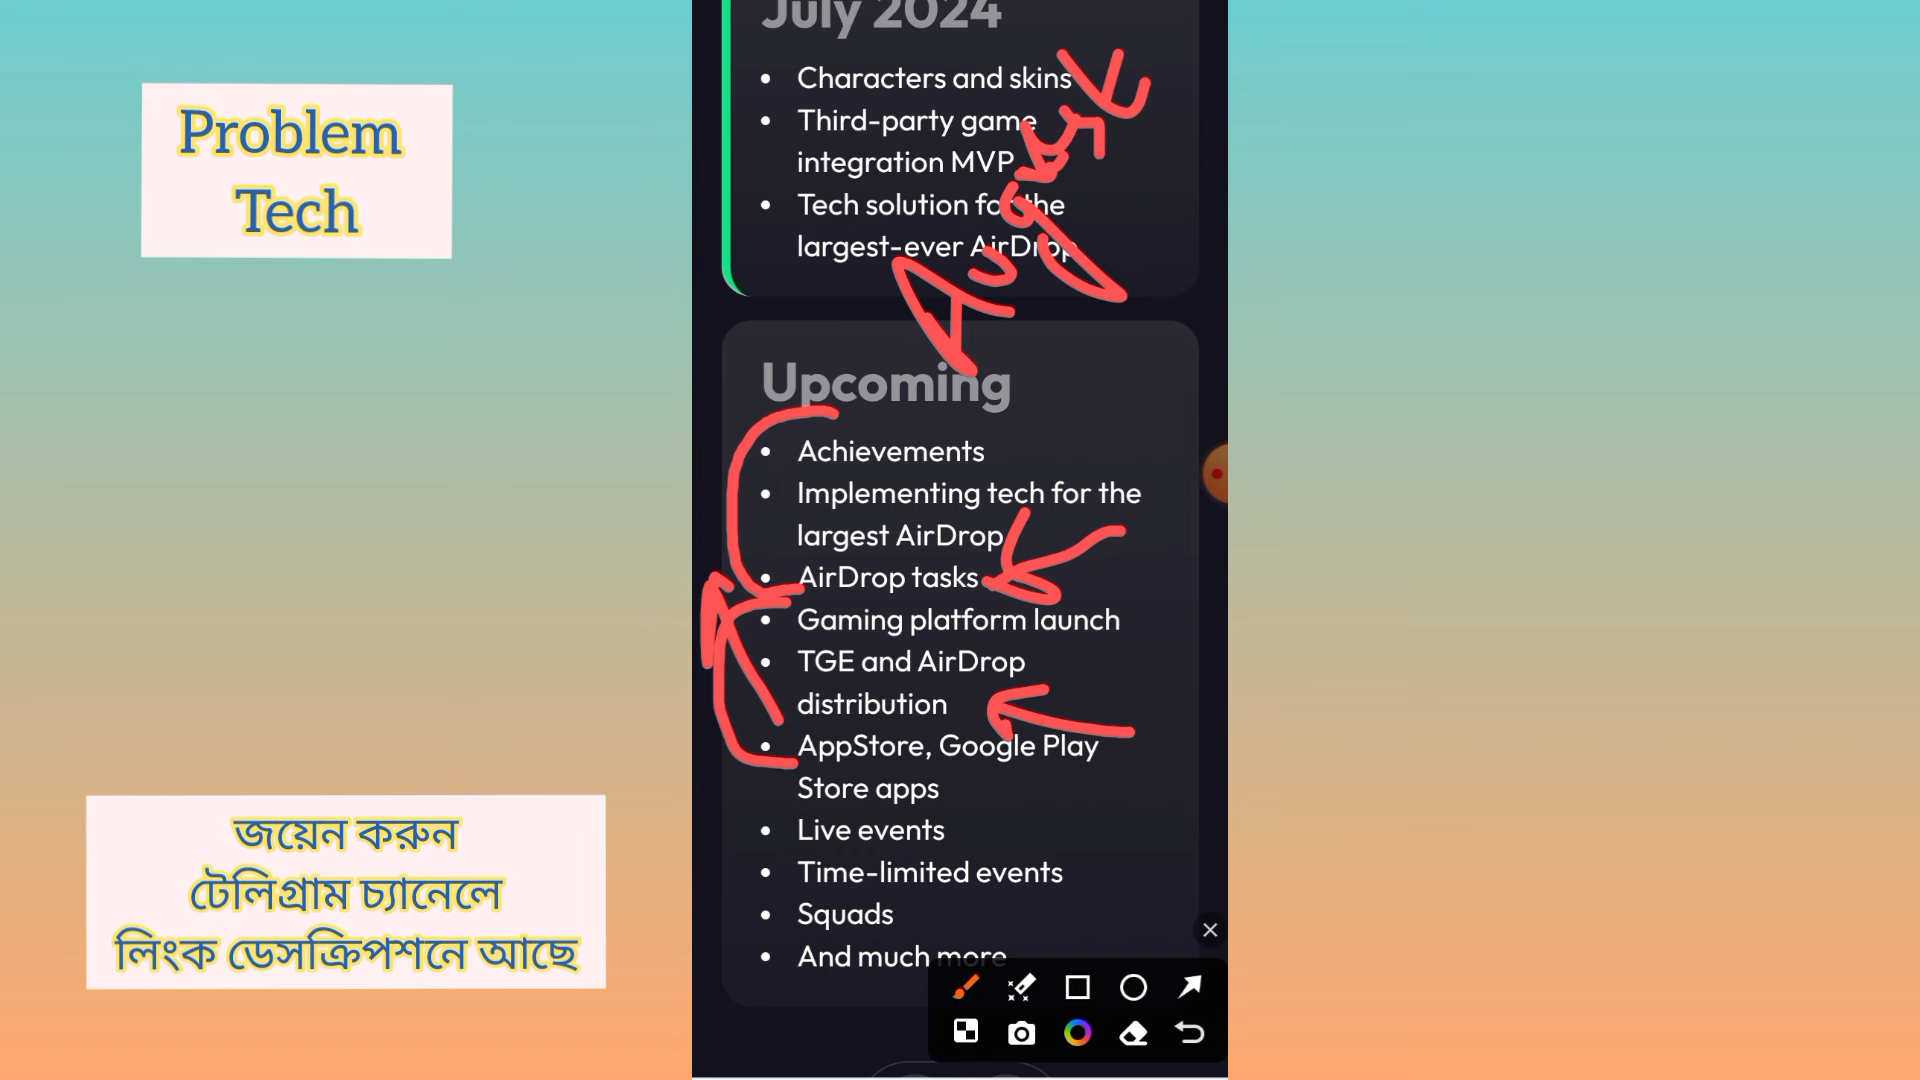 Problem
Tech
July 2024
• Characters and skins
• Third-party game
integration MVP
• Tech solution for the
largest-ever AirDrop
August
Upcoming
• Achievements
• Implementing tech for the
largest AirDrop
• AirDrop tasks
• Gaming platform launch
• TGE and AirDrop
distribution
• AppStore, Google Play
Store apps
• Live events
• Time-limited events
• Squads
• And much more
জয়েন করুন
টেলিগ্রাম চ্যানেলে
লিংক ডেসক্রিপশনে আছে